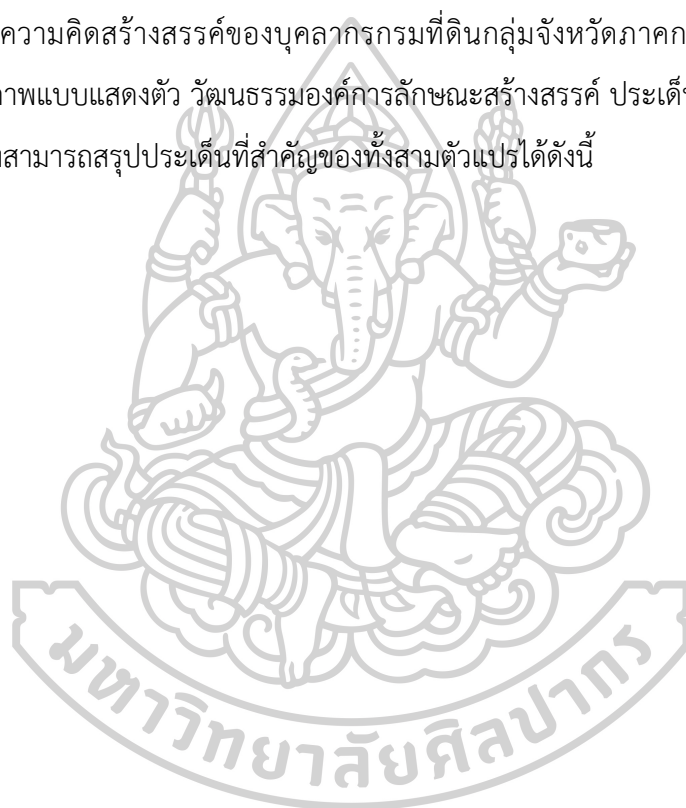 ความคิดสร้างสรรค์ของบุคลากรกรมที่ดินกลุ่มจังหวัดภาคก
าพแบบแสดงตัว วัฒนธรรมองค์การลักษณะสร้างสรรค์ ประเด็น
สามารถสรุปประเด็นที่สำคัญของทั้งสามตัวแปรได้ดังนี้
มหาวิทยาลัยศิลปากร